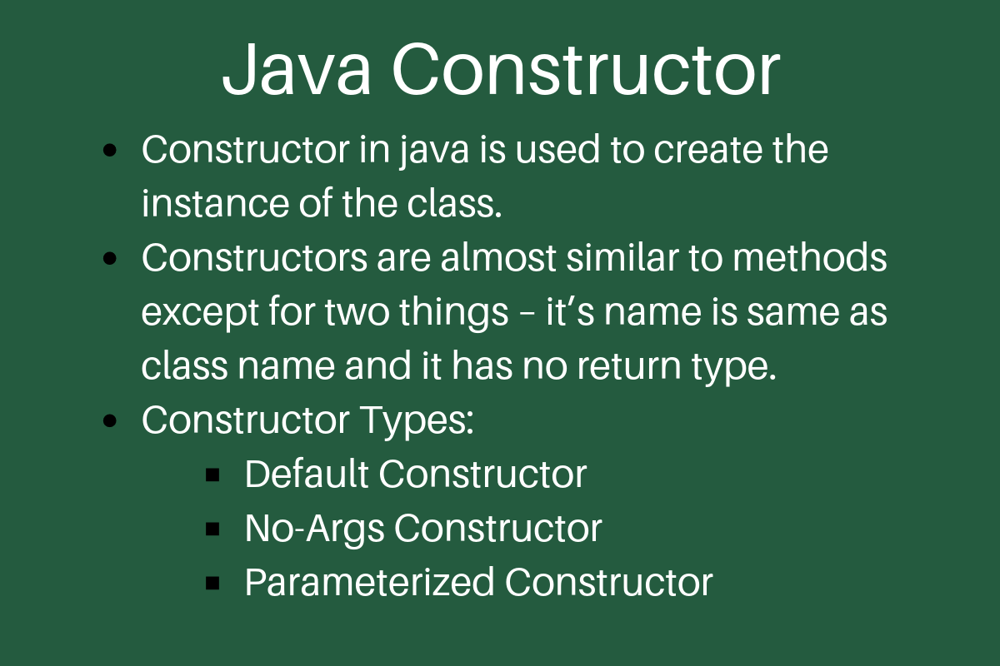 Java Constructor
Constructor in java is used to create the
instance of the class.
Constructors are almost similar to methods
except for two things – it’s name is same as
class name and it has no return type.
Constructor Types:
Default Constructor
No-Args Constructor
Parameterized Constructor